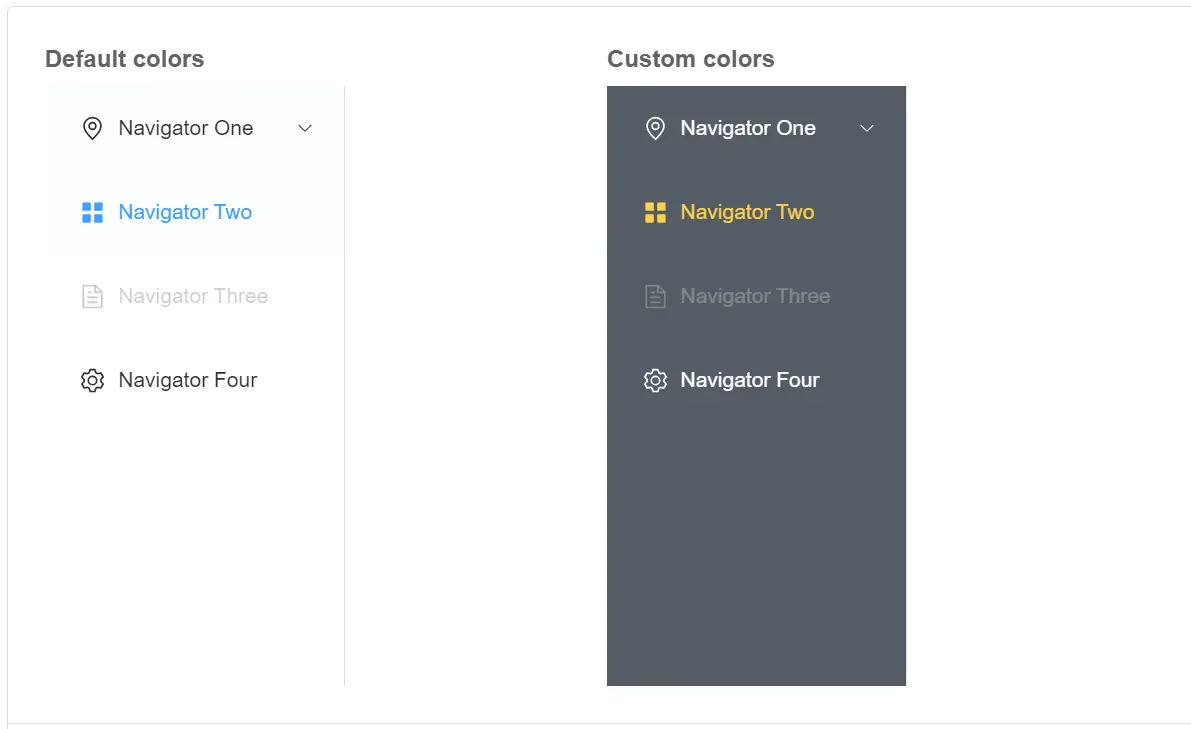 Default colors
Navigator One
Navigator Two
Navigator Three
Navigator Four
Custom colors
Navigator One
Navigator Two
Navigator Three
Navigator Four